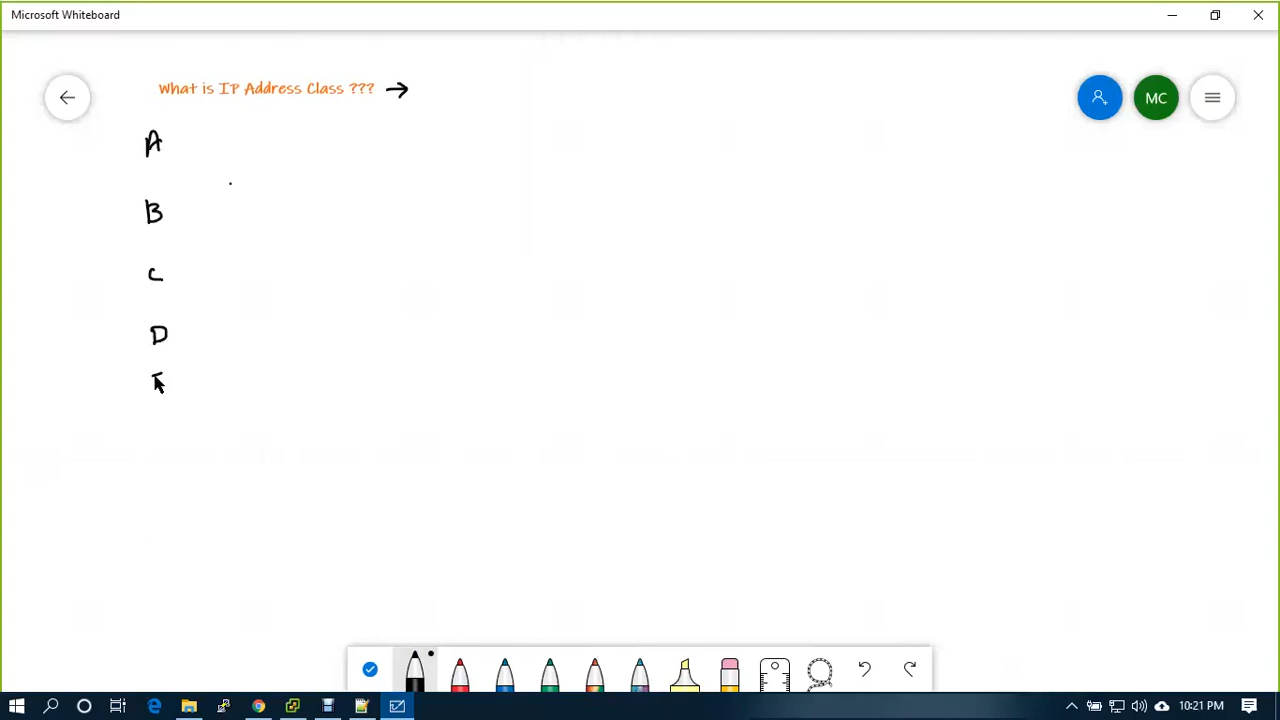 Microsoft Whiteboard
What is IP Address Class ???
MC
A
B
C
D
10:21 PM